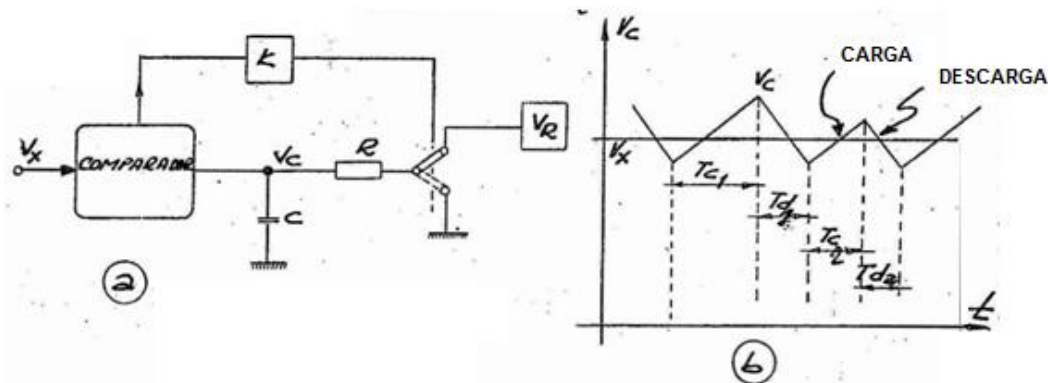 K
Vx
COMPARADOR
Vc
R
VR
C
a
Vc
CARGA
DESCARGA
Vc
Vx
Tc1
Td1
Tc2
Td2
t
b